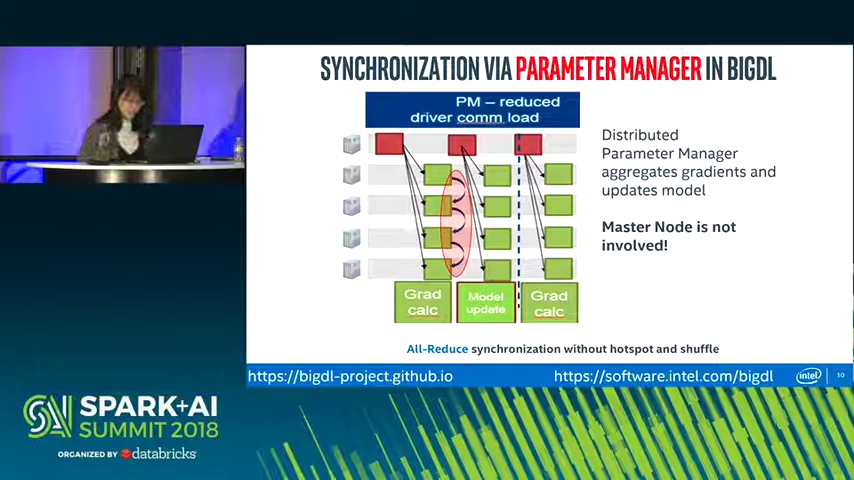 SYNCHRONIZATION VIA PARAMETER MANAGER IN BIGDL
PM – reduced
driver comm load
Distributed
Parameter Manager
aggregates gradients and
updates model
Master Node is not
involved!
Grad
calc
Model
update
Grad
calc
All-Reduce synchronization without hotspot and shuffle
https://bigdl-project.github.io
https://software.intel.com/bigdl
intel
10
SPARK+AI
SUMMIT 2018
ORGANIZED BY databricks